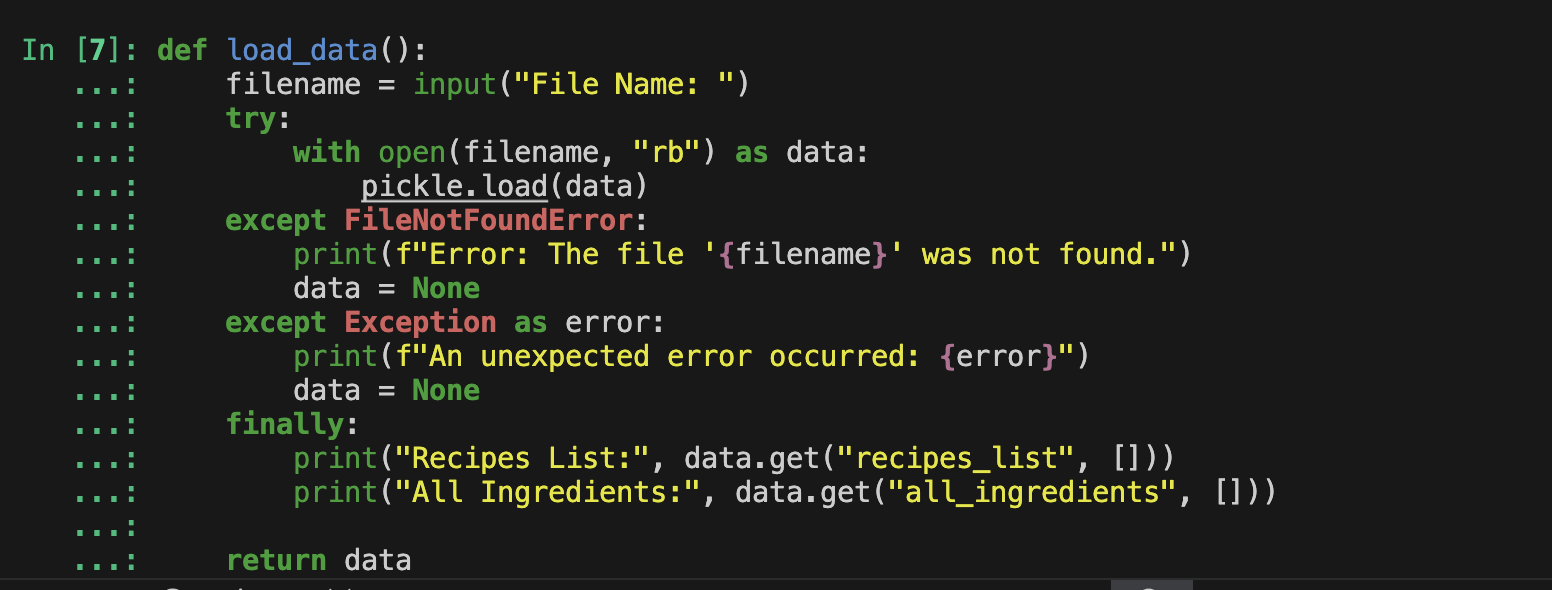 In [7]: def load_data():
   ...:     filename = input("File Name: ")
   ...:     try:
   ...:         with open(filename, "rb") as data:
   ...:             pickle.load(data)
   ...:     except FileNotFoundError:
   ...:         print(f"Error: The file '{filename}' was not found.")
   ...:         data = None
   ...:     except Exception as error:
   ...:         print(f"An unexpected error occurred: {error}")
   ...:         data = None
   ...:     finally:
   ...:         print("Recipes List:", data.get("recipes_list", []))
   ...:         print("All Ingredients:", data.get("all_ingredients", []))
   ...:
   ...:     return data